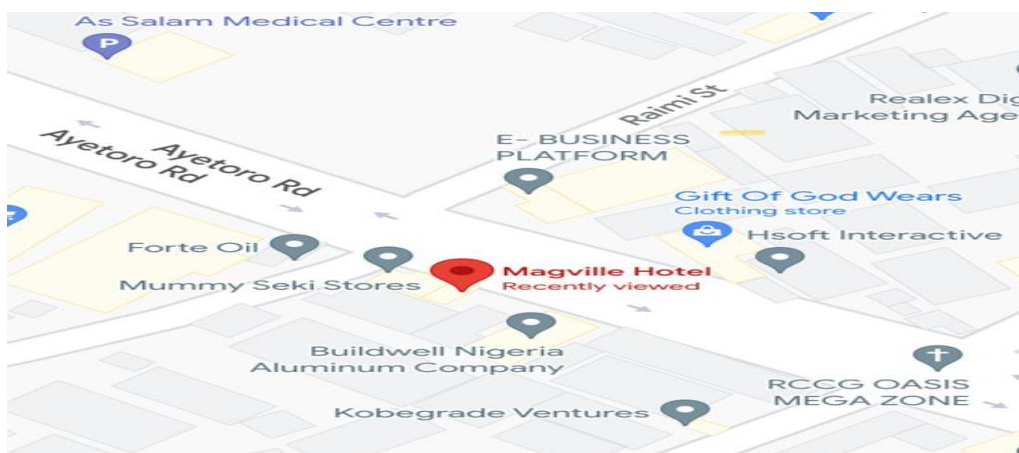 As Salam Medical Centre
P
Raimi St
Realex Dig
Marketing Age
Ayetoro Rd
Ayetoro Rd
E- BUSINESS
PLATFORM
Gift Of God Wears
Clothing store
Hsoft Interactive
Forte Oil
Mummy Seki Stores
Magville Hotel
Recently viewed
Buildwell Nigeria
Aluminum Company
RCCG OASIS
MEGA ZONE
Kobegrade Ventures